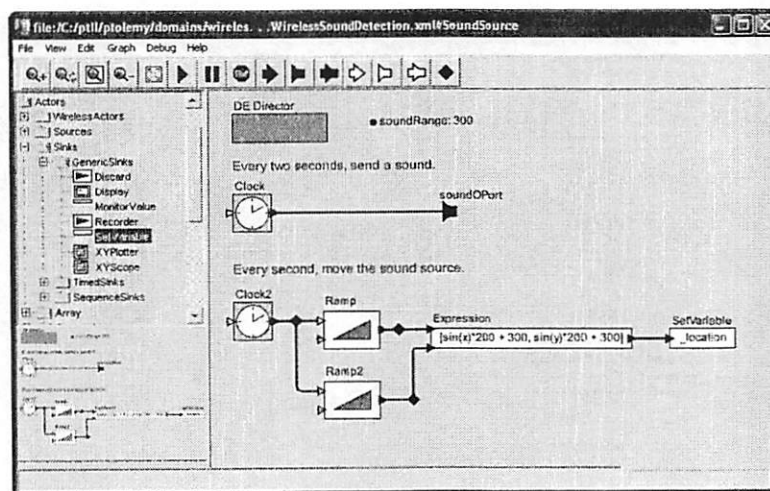 file:/C:/ptII/ptolemy/domains/wireles. . .WirelessSoundDetection.xml#SoundSource
File View Edit Graph Debug Help
Actors
WirelessActors
Sources
Sinks
GenericSinks
Discard
Display
MonitorValue
Recorder
SetVariable
XYPlotter
XYScope
TimedSinks
SequenceSinks
Array
DE Director
soundRange: 300
Every two seconds, send a sound.
Clock
soundOPort
Every second, move the sound source.
Clock2
Ramp
Ramp2
Expression
[sin(x)*200 + 300, sin(y)*200 + 300]
SetVariable
_location